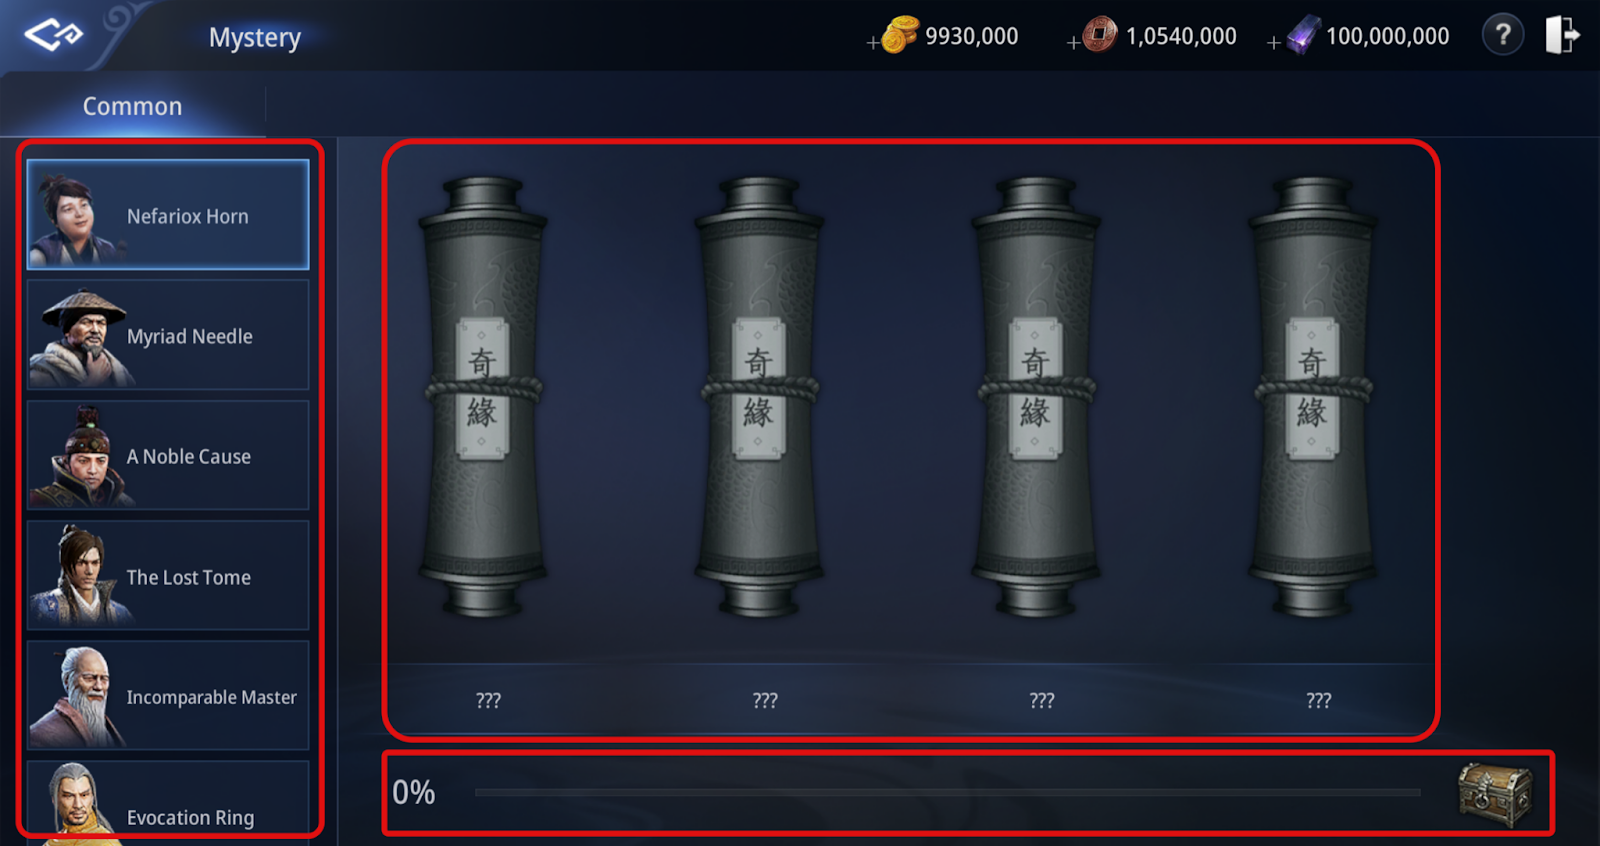 Mystery
9930,000
1,0540,000
100,000,000
?
Common
Nefariox Horn
Myriad Needle
A Noble Cause
The Lost Tome
Incomparable Master
Evocation Ring
奇緣
奇緣
奇緣
奇緣
???
???
???
???
0%